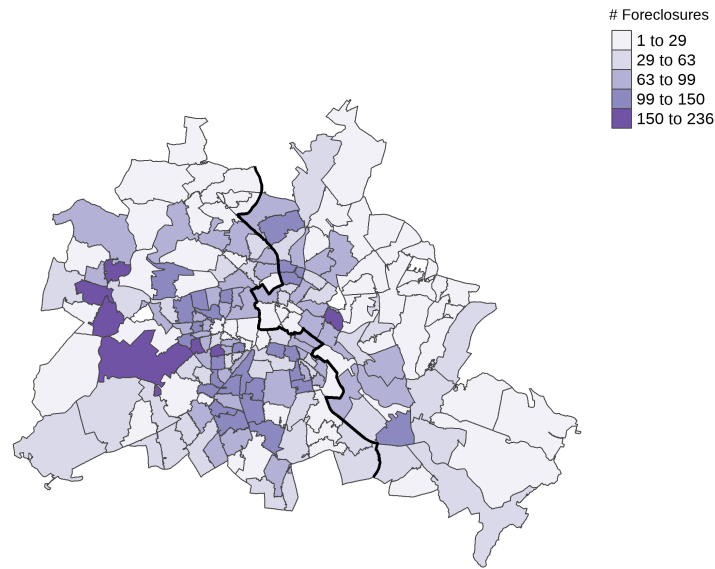 # Foreclosures
1 to 29
29 to 63
63 to 99
99 to 150
150 to 236